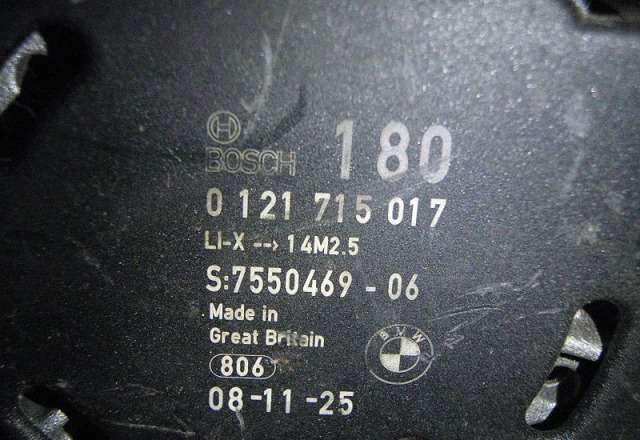 BOSCH 180
0 121 715 017
LI-X --> 14M2.5
S:7550469 - 06
Made in
Great Britain
806
BMW
08-11-25